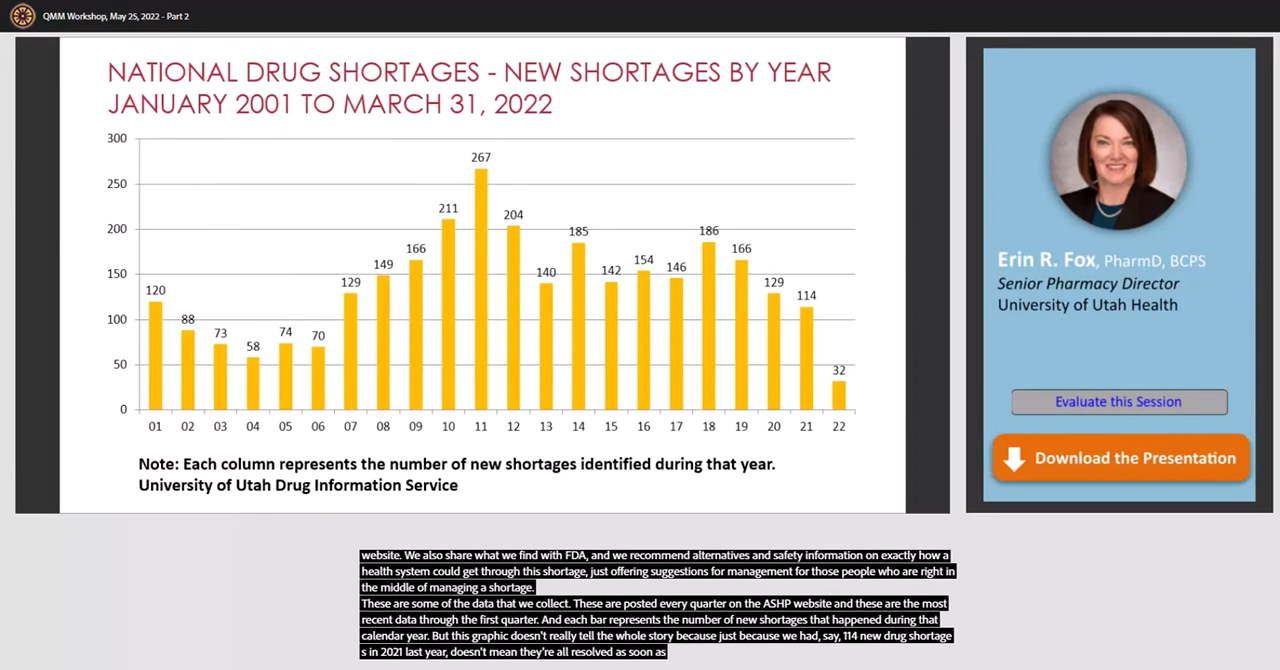 QMM Workshop, May 25, 2022 - Part 2
NATIONAL DRUG SHORTAGES - NEW SHORTAGES BY YEAR
JANUARY 2001 TO MARCH 31, 2022
300
250
200
150
100
50
0
120
88
73
58
74
70
129
149
166
211
267
204
140
185
142
154
146
186
166
129
114
32
01 02 03 04 05 06 07 08 09 10 11 12 13 14 15 16 17 18 19 20 21 22
Note: Each column represents the number of new shortages identified during that year.
University of Utah Drug Information Service
Erin R. Fox, PharmD, BCPS
Senior Pharmacy Director
University of Utah Health
Evaluate this Session
Download the Presentation
website. We also share what we find with FDA, and we recommend alternatives and safety information on exactly how a
health system could get through this shortage, just offering suggestions for management for those people who are right in
the middle of managing a shortage.
These are some of the data that we collect. These are posted every quarter on the ASHP website and these are the most
recent data through the first quarter. And each bar represents the number of new shortages that happened during that
calendar year. But this graphic doesn't really tell the whole story because just because we had, say, 114 new drug shortage
s in 2021 last year, doesn't mean they're all resolved as soon as